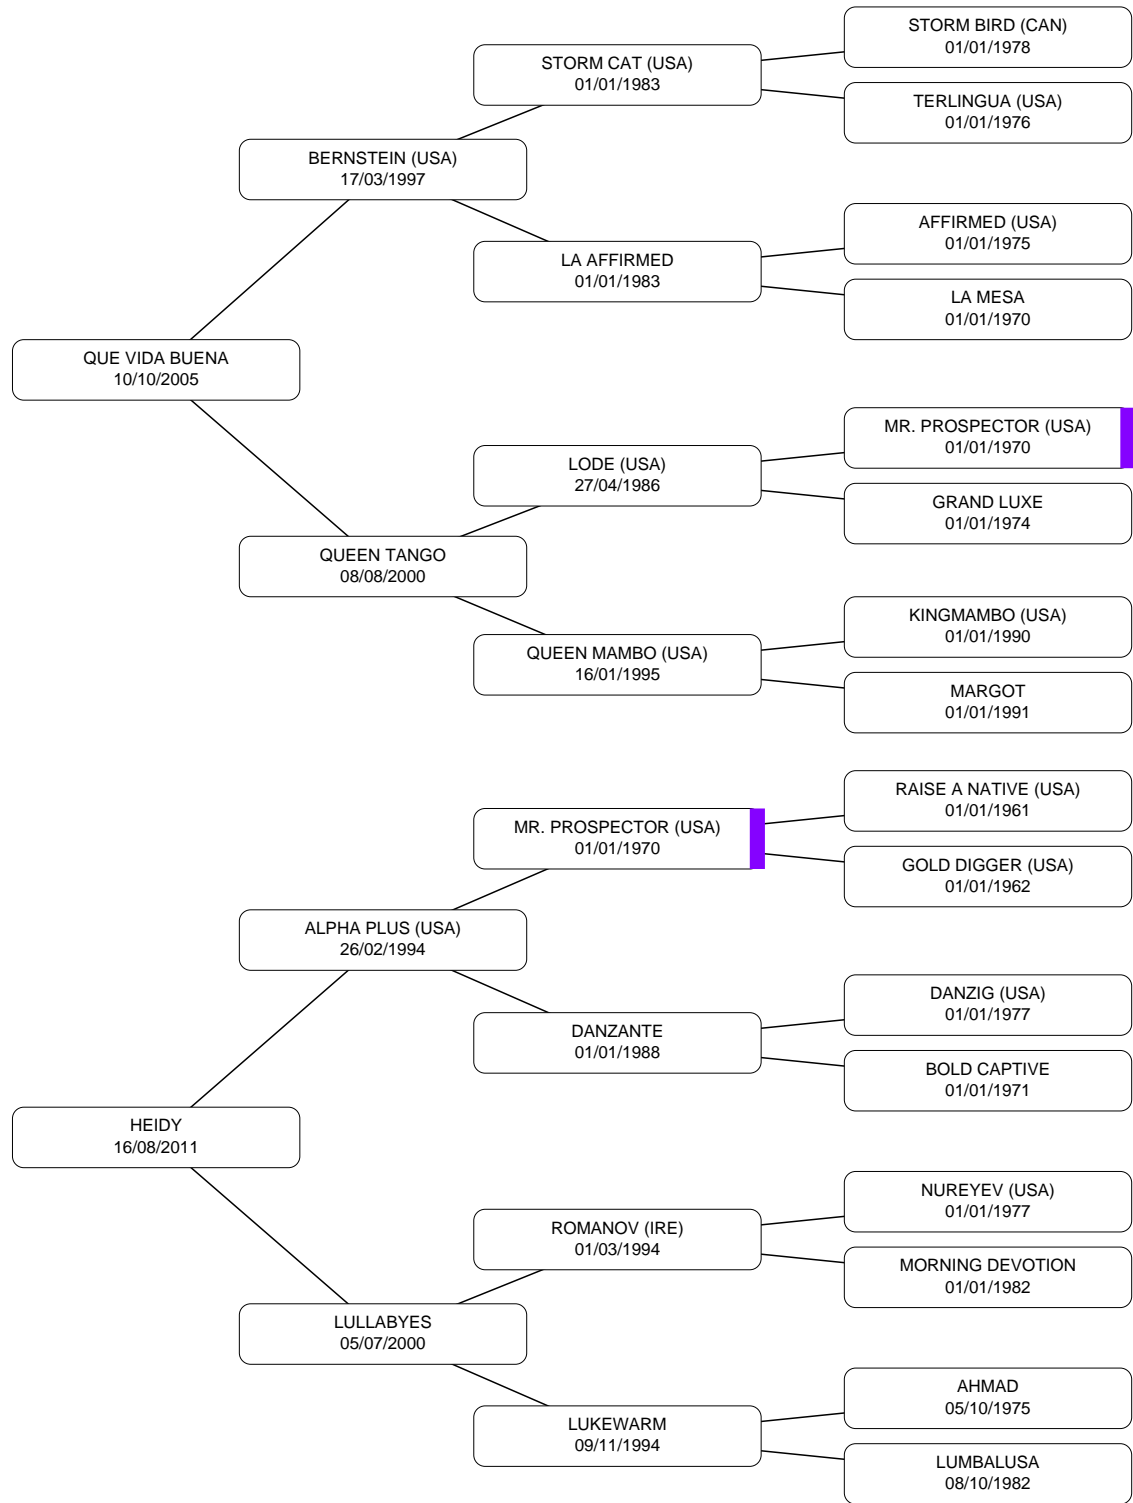 STORM BIRD (CAN)
01/01/1978
STORM CAT (USA)
01/01/1983
TERLINGUA (USA)
01/01/1976
BERNSTEIN (USA)
17/03/1997
AFFIRMED (USA)
01/01/1975
LA AFFIRMED
01/01/1983
LA MESA
01/01/1970
QUE VIDA BUENA
10/10/2005
MR. PROSPECTOR (USA)
01/01/1970
LODE (USA)
27/04/1986
GRAND LUXE
01/01/1974
QUEEN TANGO
08/08/2000
KINGMAMBO (USA)
01/01/1990
QUEEN MAMBO (USA)
16/01/1995
MARGOT
01/01/1991
RAISE A NATIVE (USA)
01/01/1961
MR. PROSPECTOR (USA)
01/01/1970
GOLD DIGGER (USA)
01/01/1962
ALPHA PLUS (USA)
26/02/1994
DANZIG (USA)
01/01/1977
DANZANTE
01/01/1988
BOLD CAPTIVE
01/01/1971
HEIDY
16/08/2011
NUREYEV (USA)
01/01/1977
ROMANOV (IRE)
01/03/1994
MORNING DEVOTION
01/01/1982
LULLABYES
05/07/2000
AHMAD
05/10/1975
LUKEWARM
09/11/1994
LUMBALUSA
08/10/1982